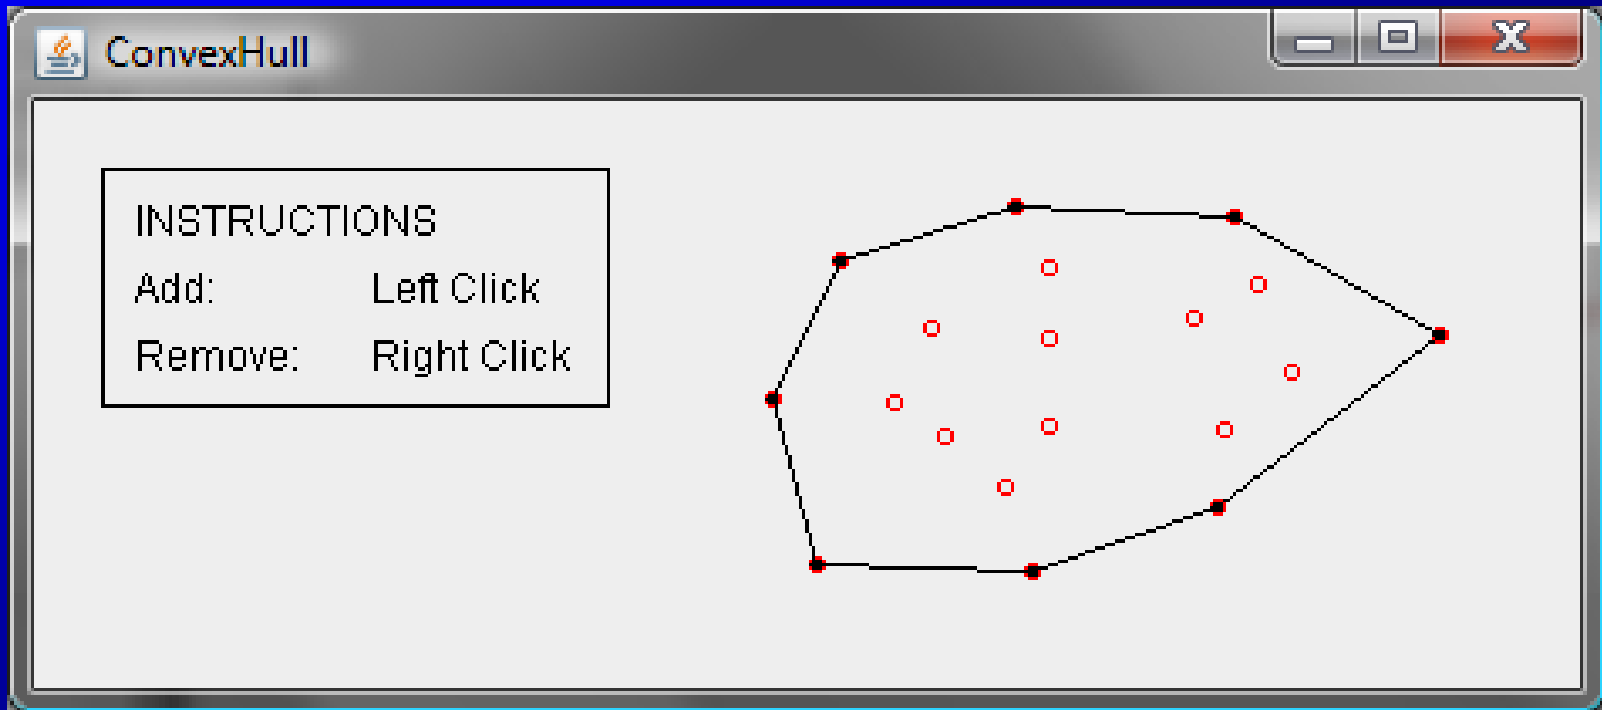 ConvexHull
INSTRUCTIONS
Add: Left Click
Remove: Right Click